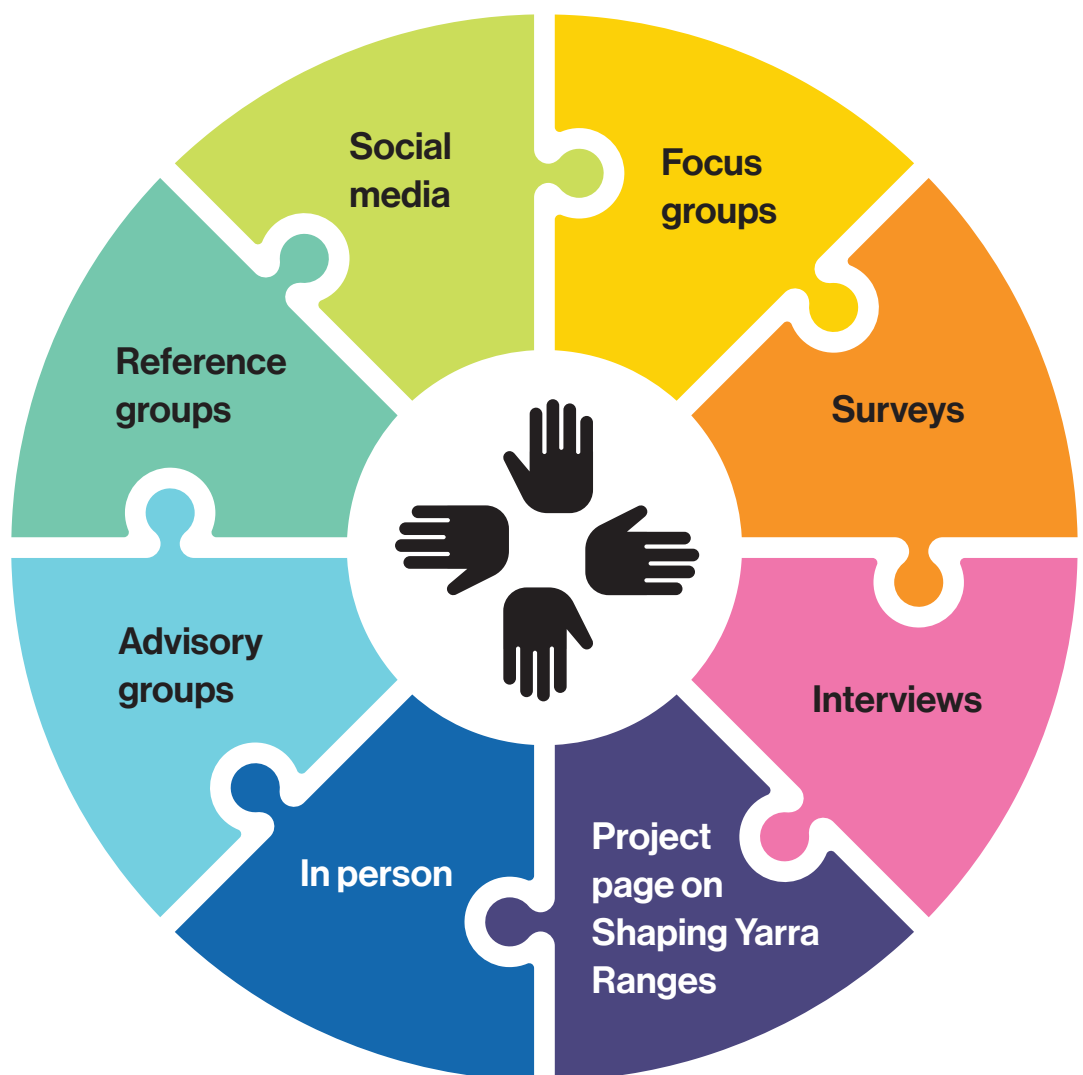 Social
media
Focus
groups
Surveys
Interviews
Project
page on
Shaping Yarra
Ranges
In person
Advisory
groups
Reference
groups